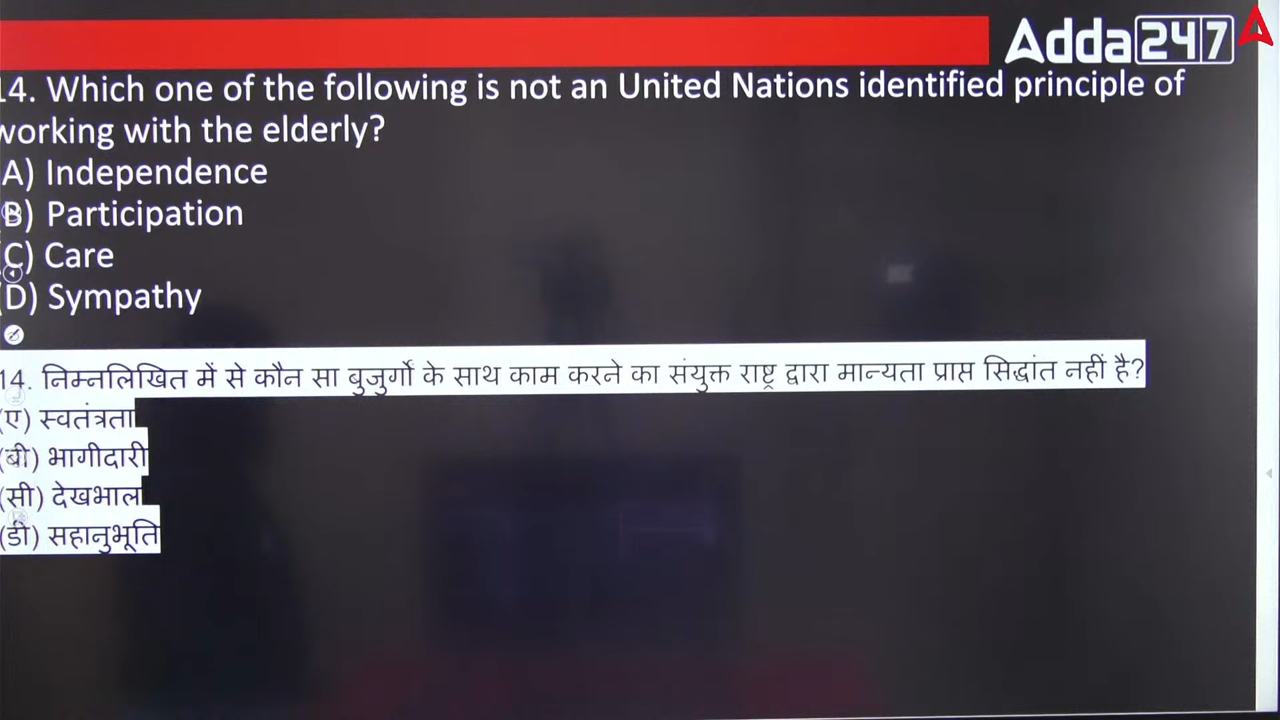 Adda247
14. Which one of the following is not an United Nations identified principle of
working with the elderly?
A) Independence
B) Participation
C) Care
(D) Sympathy
14. निम्नलिखित में से कौन सा बुजुर्गों के साथ काम करने का संयुक्त राष्ट्र द्वारा मान्यता प्राप्त सिद्धांत नहीं है?
(ए) स्वतंत्रता
(बी) भागीदारी
(सी) देखभाल
(डी) सहानुभूति